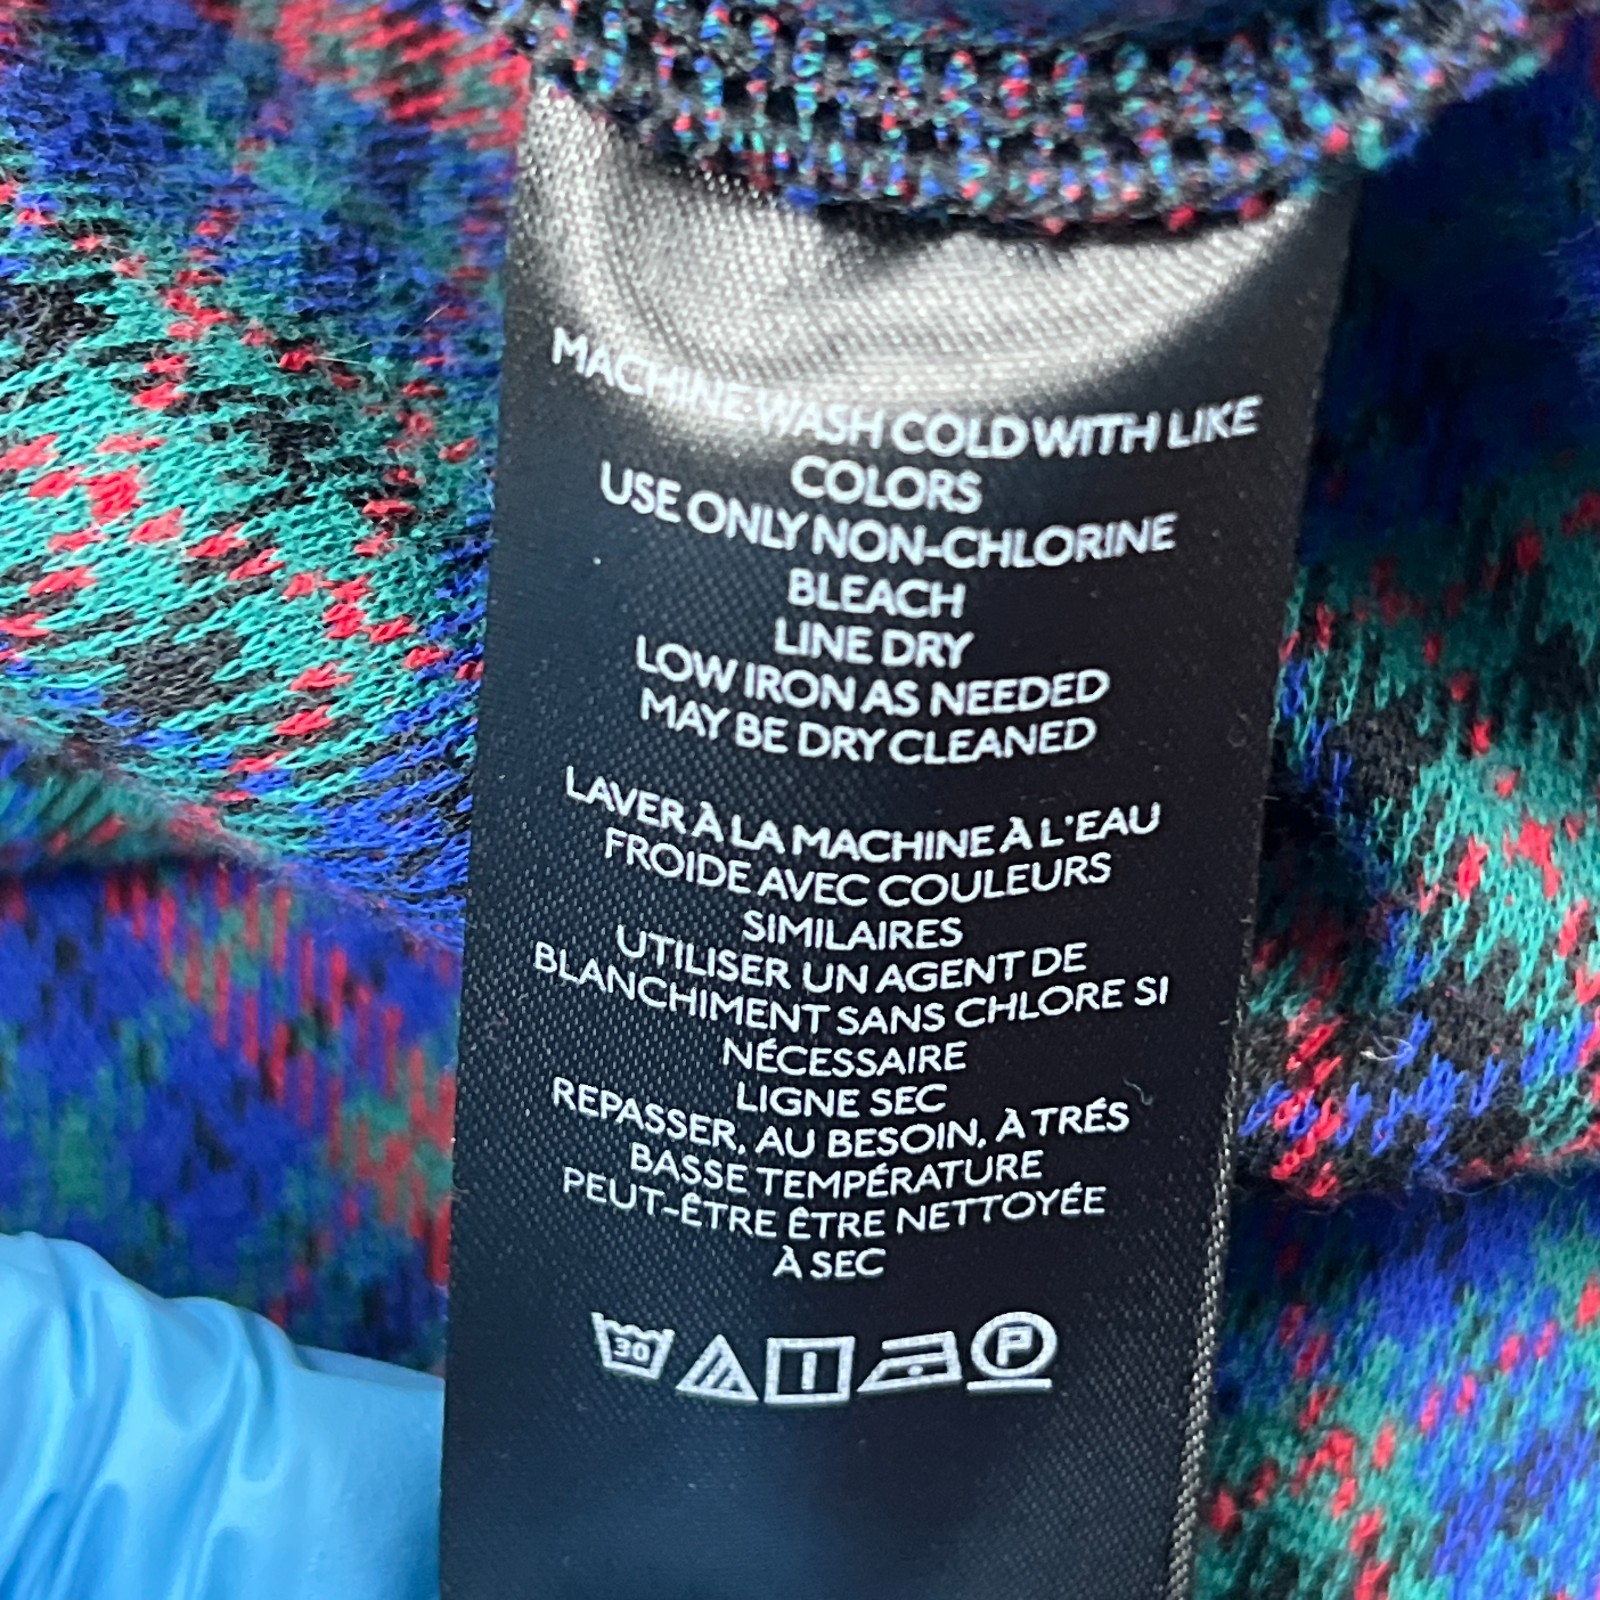 MACHINE WASH COLD WITH LIKE
COLORS
USE ONLY NON-CHLORINE
BLEACH
LINE DRY
LOW IRON AS NEEDED
MAY BE DRY CLEANED
LAVER À LA MACHINE À L'EAU
FROIDE AVEC COULEURS
SIMILAIRES
UTILISER UN AGENT DE
BLANCHIMENT SANS CHLORE SI
NÉCESSAIRE
LIGNE SEC
REPASSER, AU BESOIN, À TRÉS
BASSE TEMPÉRATURE
PEUT-ÊTRE ÊTRE NETTOYÉE
À SEC
30 P